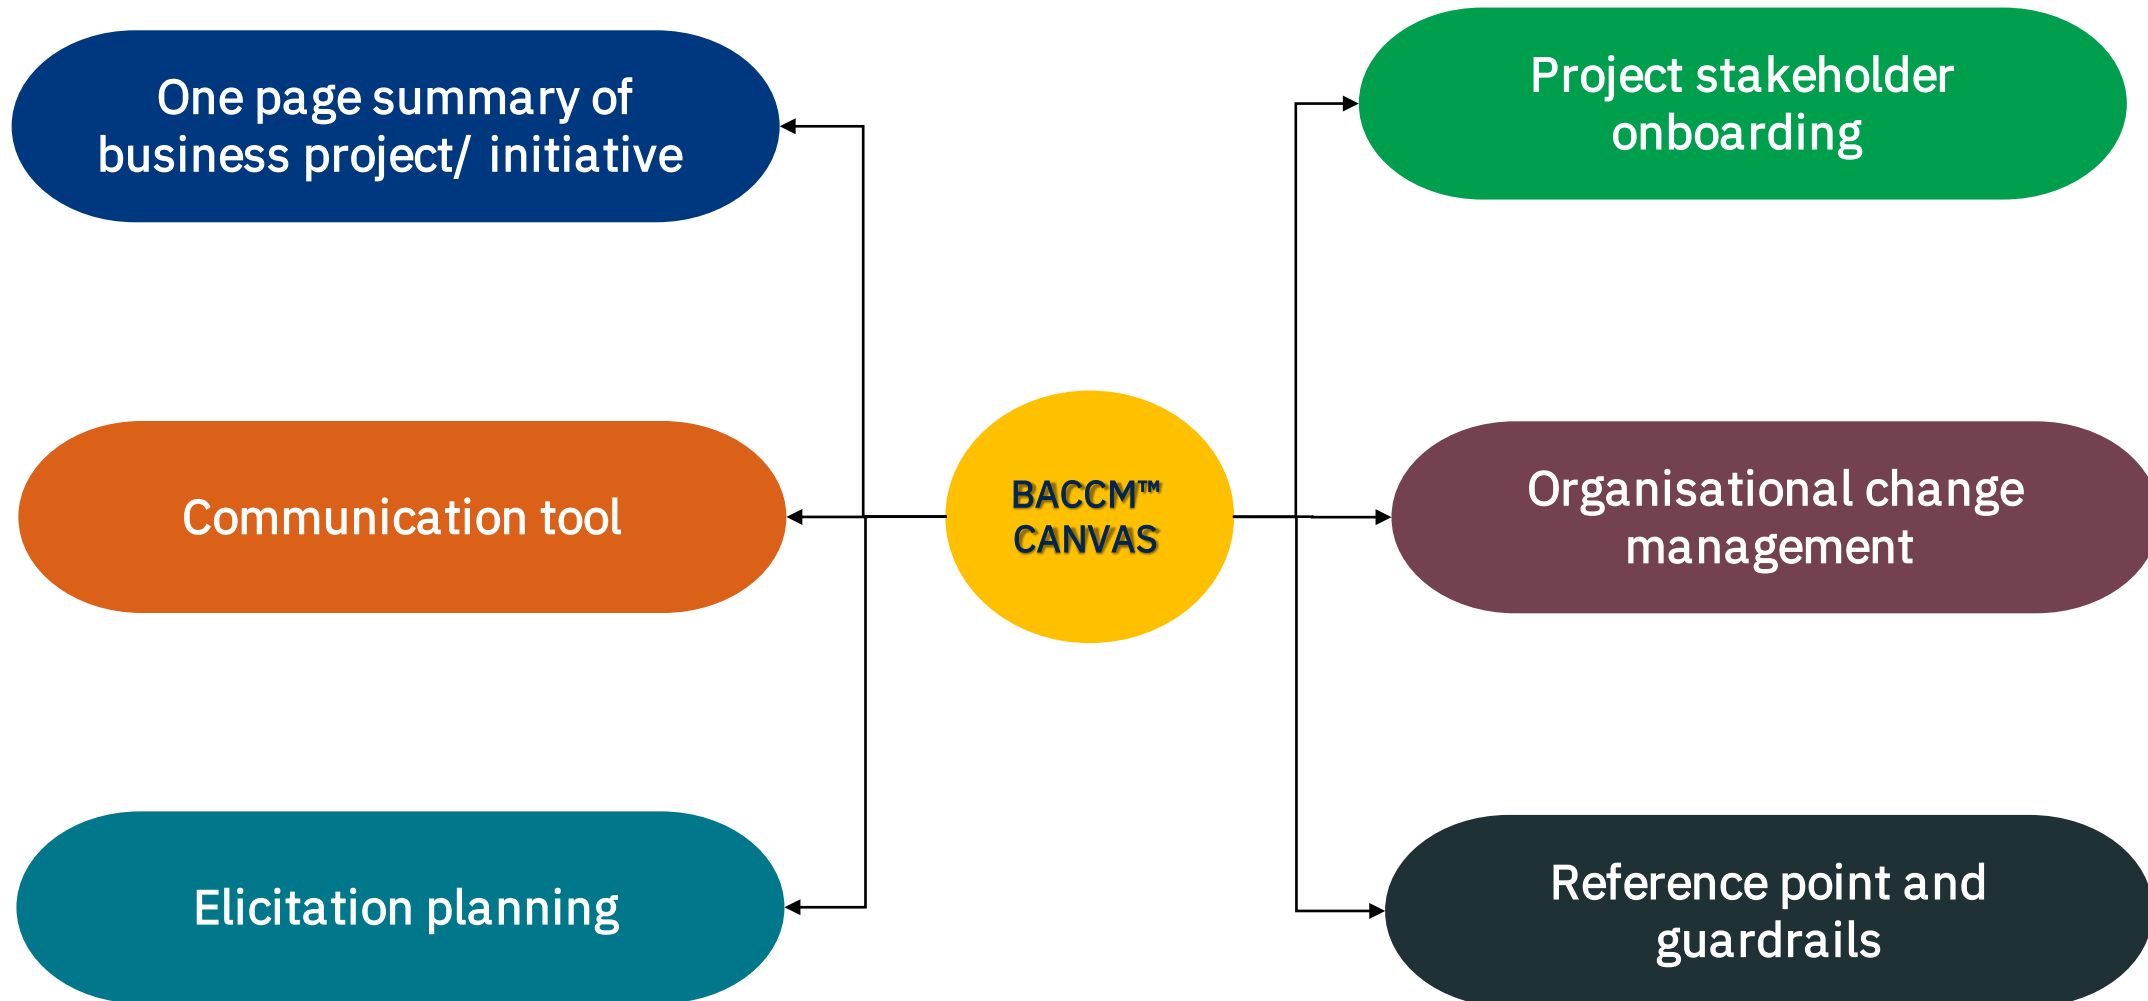 One page summary of
business project/ initiative
Communication tool
Elicitation planning
BACCM™
CANVAS
Project stakeholder
onboarding
Organisational change
management
Reference point and
guardrails